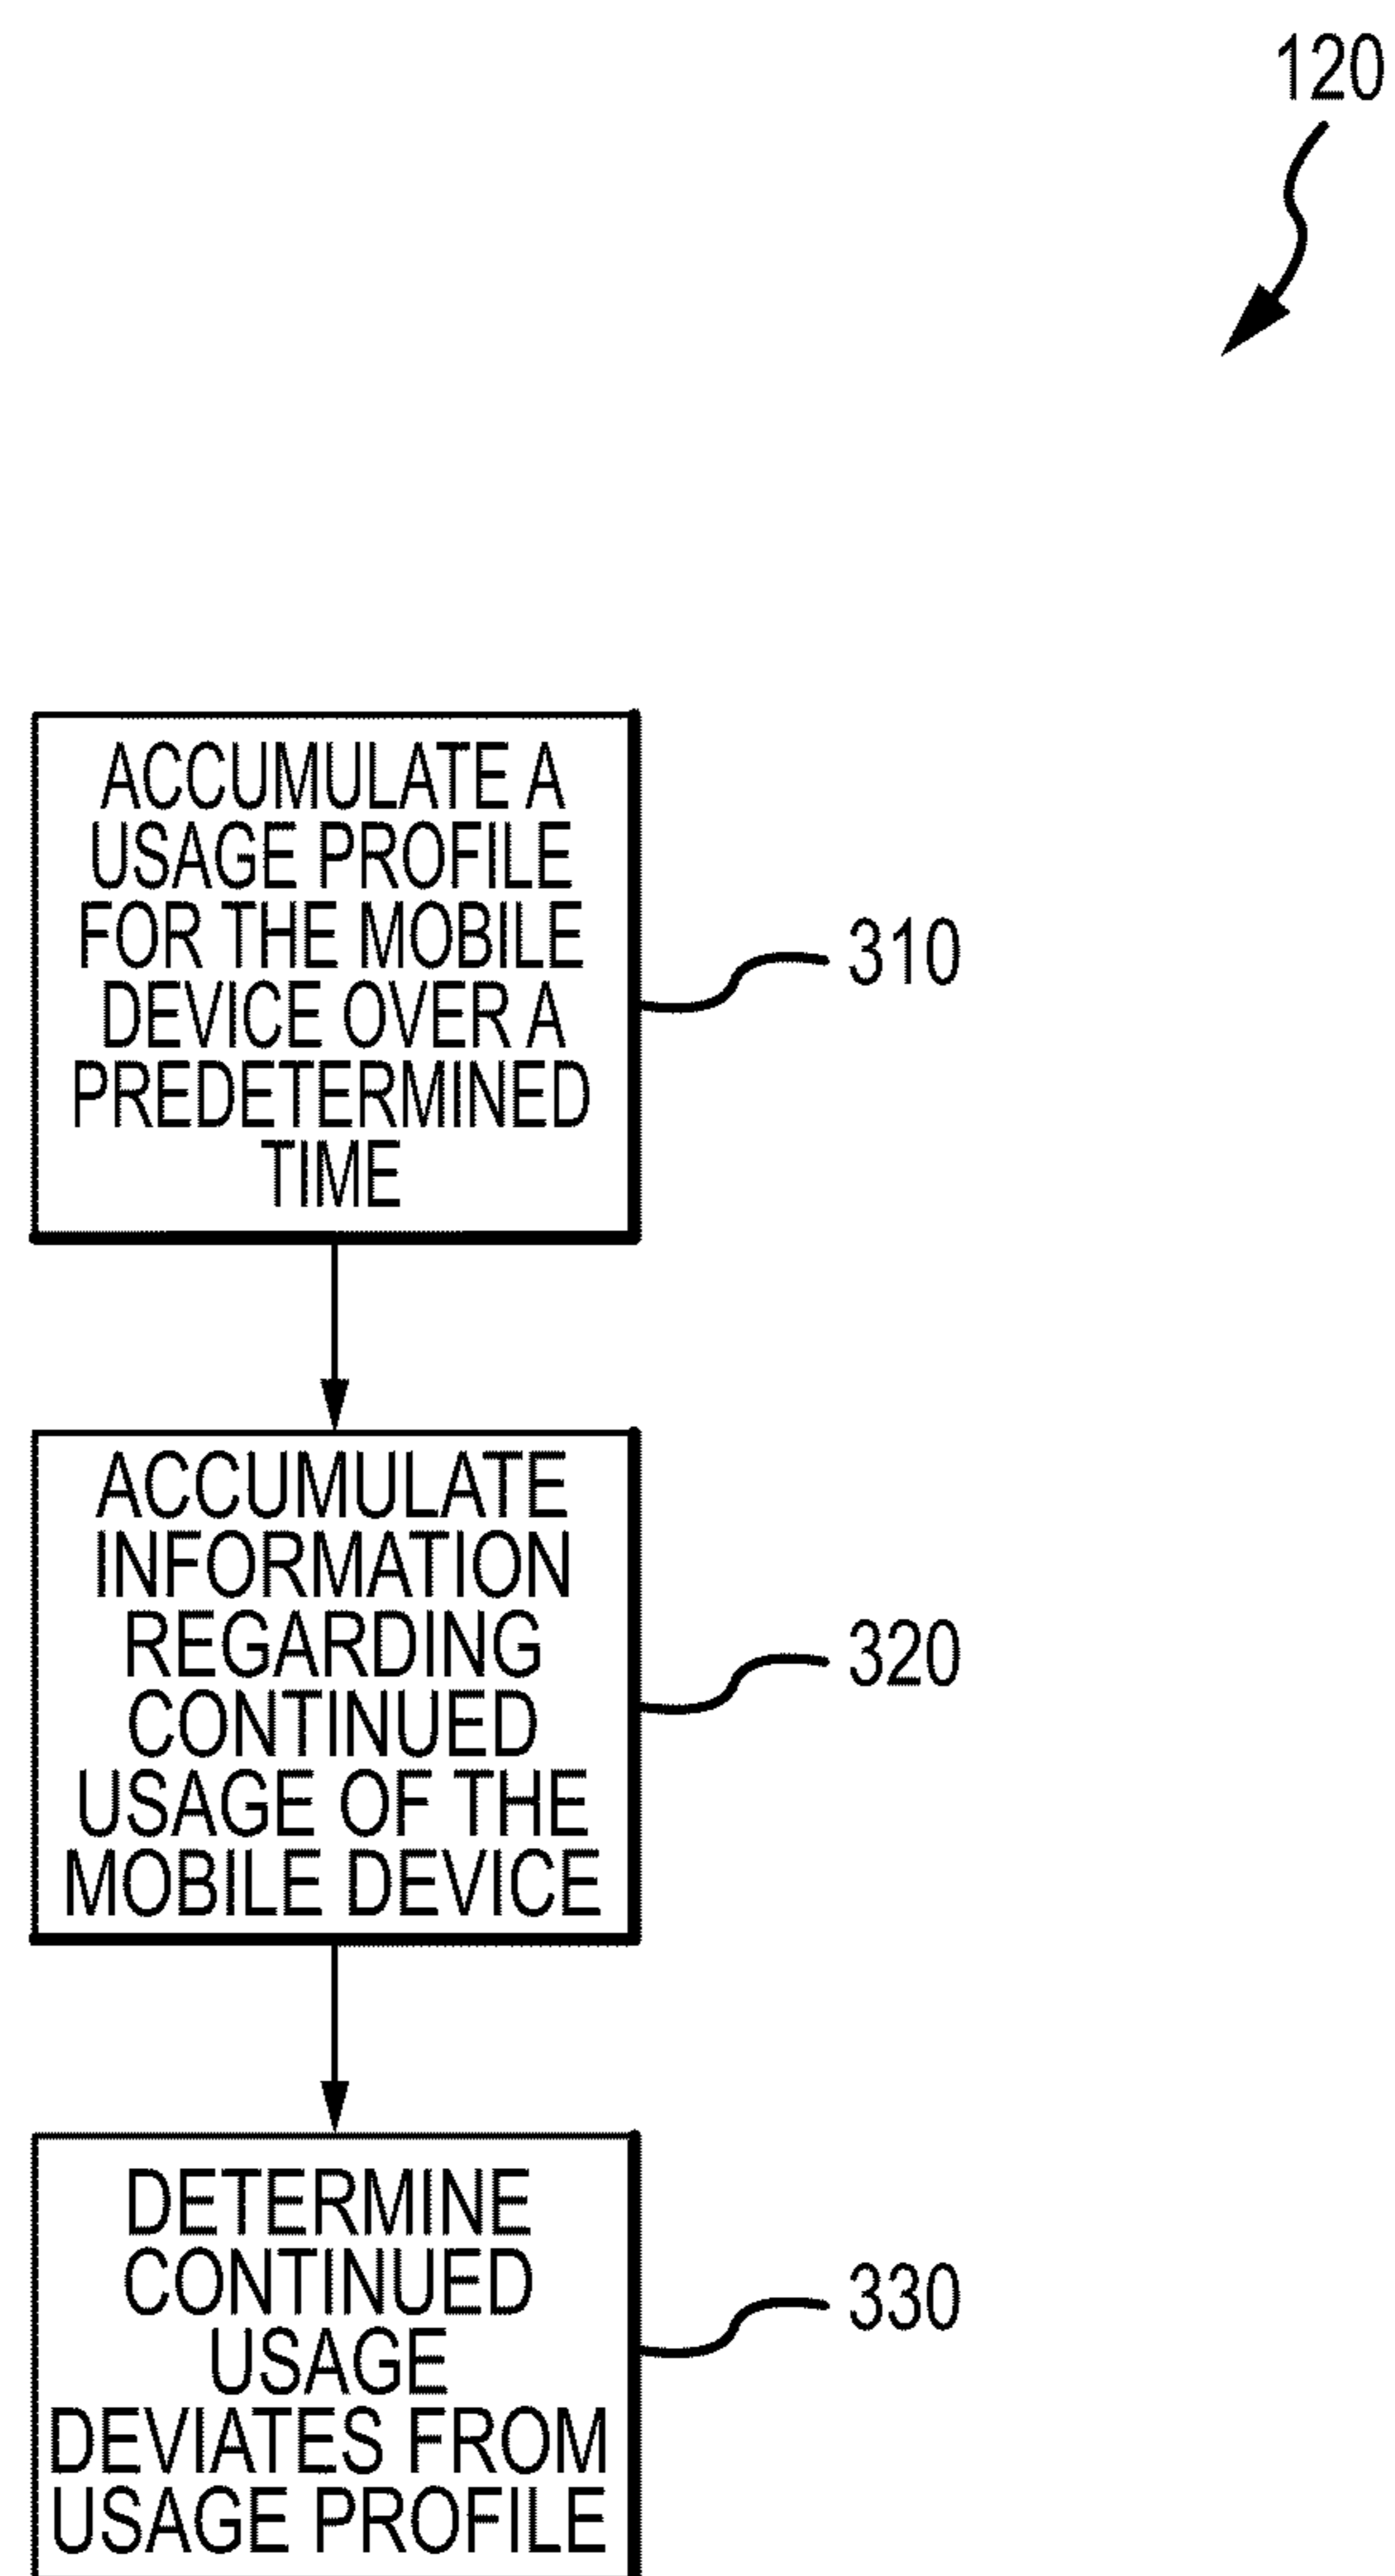 120
ACCUMULATE A
USAGE PROFILE
FOR THE MOBILE
DEVICE OVER A
PREDETERMINED
TIME
310
ACCUMULATE
INFORMATION
REGARDING
CONTINUED
USAGE OF THE
MOBILE DEVICE
320
DETERMINE
CONTINUED
USAGE
DEVIATES FROM
USAGE PROFILE
330